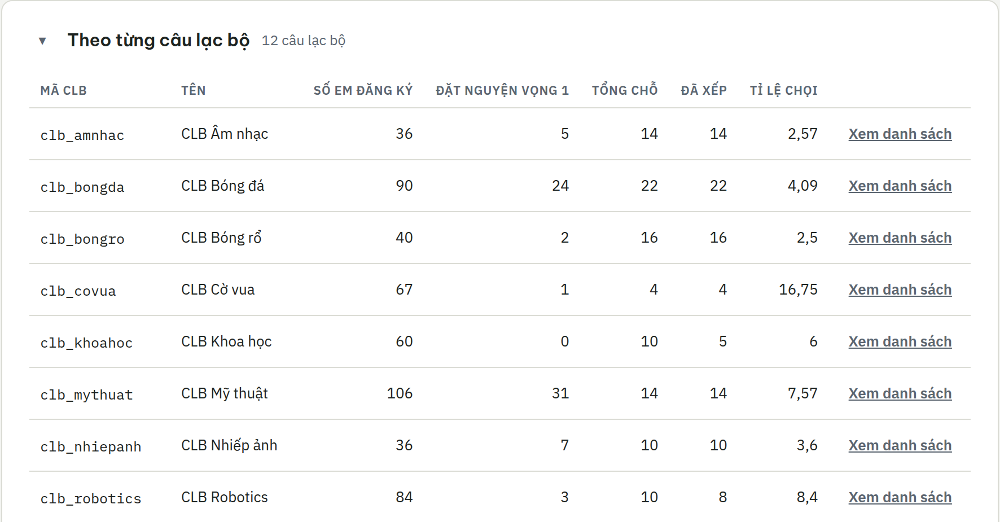 ▼ Theo từng câu lạc bộ 12 câu lạc bộ
MÃ CLB TÊN SỐ EM ĐĂNG KÝ ĐẶT NGUYỆN VỌNG 1 TỔNG CHỖ ĐÃ XẾP TỈ LỆ CHỌI
clb_amnhac CLB Âm nhạc 36 5 14 14 2,57 Xem danh sách
clb_bongda CLB Bóng đá 90 24 22 22 4,09 Xem danh sách
clb_bongro CLB Bóng rổ 40 2 16 16 2,5 Xem danh sách
clb_covua CLB Cờ vua 67 1 4 4 16,75 Xem danh sách
clb_khoahoc CLB Khoa học 60 0 10 5 6 Xem danh sách
clb_mythuat CLB Mỹ thuật 106 31 14 14 7,57 Xem danh sách
clb_nhiepanh CLB Nhiếp ảnh 36 7 10 10 3,6 Xem danh sách
clb_robotics CLB Robotics 84 3 10 8 8,4 Xem danh sách